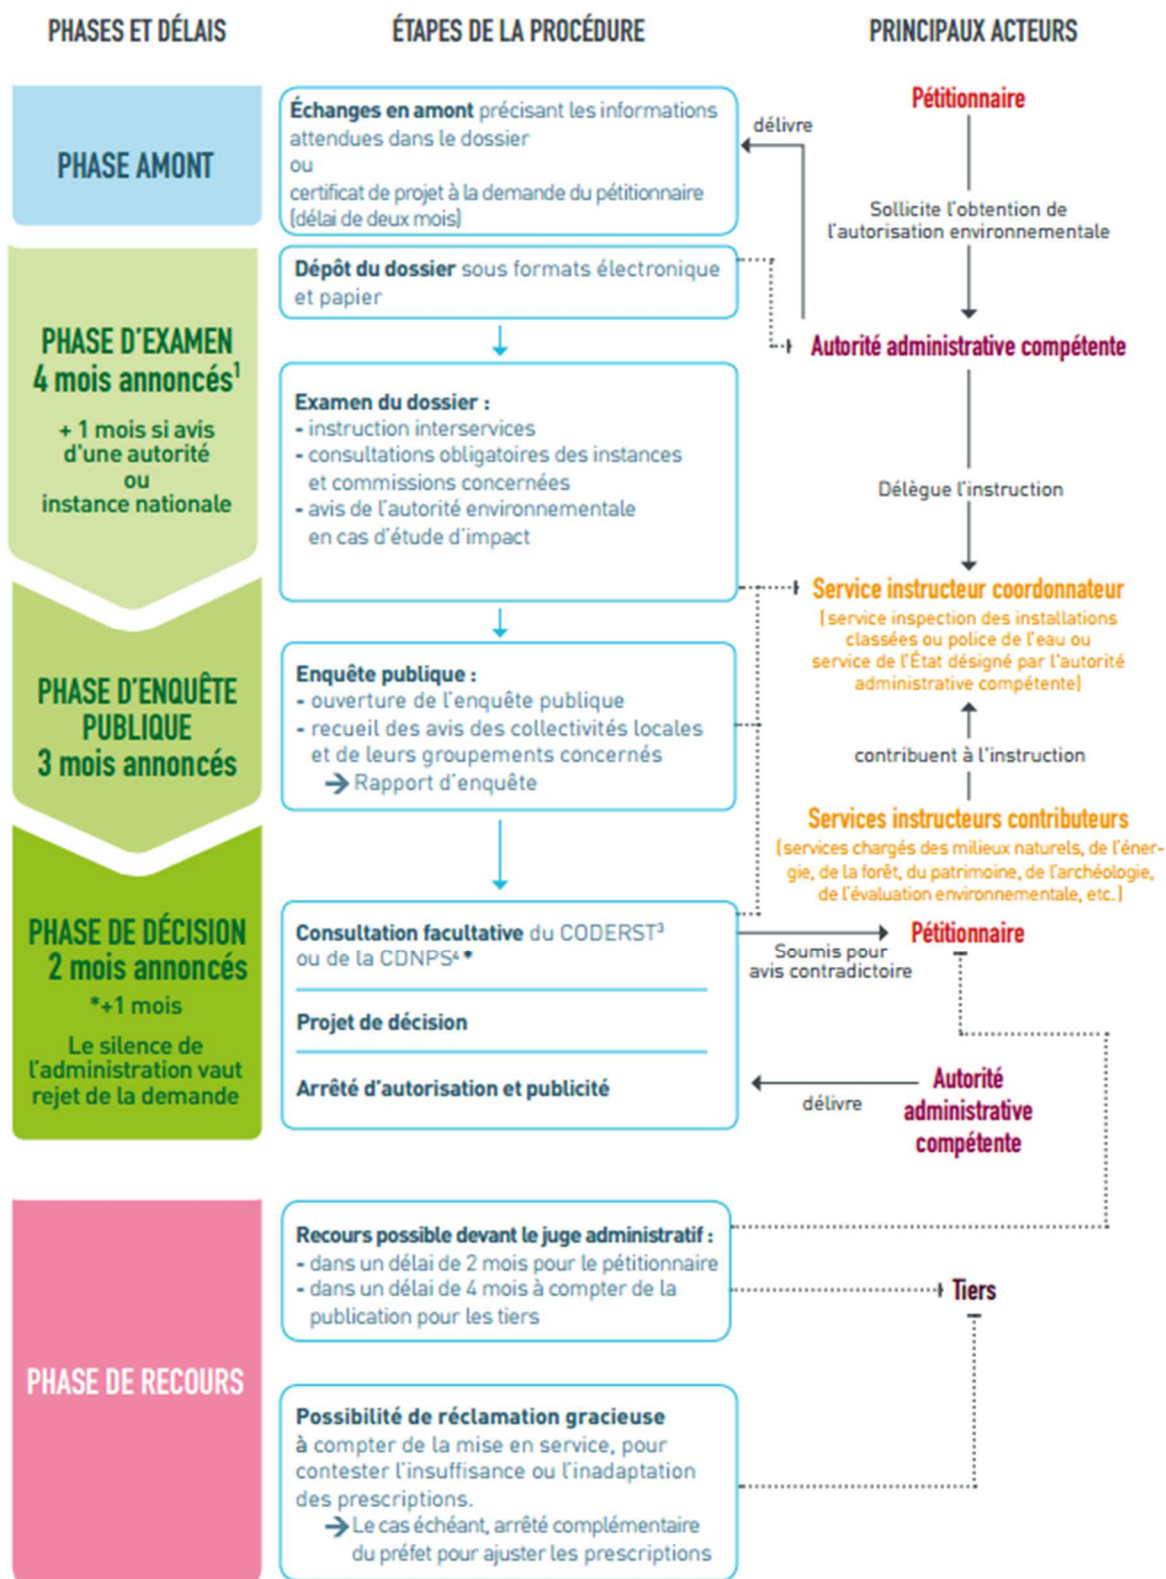 PHASES ET DÉLAIS
ÉTAPES DE LA PROCÉDURE
PRINCIPAUX ACTEURS
PHASE AMONT
Échanges en amont précisant les informations
attendues dans le dossier
ou
certificat de projet à la demande du pétitionnaire
(délai de deux mois)
délivre
Pétitionnaire
Sollicite l'obtention de
l'autorisation environnementale
PHASE D'EXAMEN
4 mois annoncés¹
+ 1 mois si avis
d'une autorité
ou
instance nationale
Dépôt du dossier sous formats électronique
et papier
Autorité administrative compétente
Examen du dossier :
- instruction interservices
- consultations obligatoires des instances
et commissions concernées
- avis de l'autorité environnementale
en cas d'étude d'impact
Délègue l'instruction
Service instructeur coordonnateur
(service inspection des installations
classées ou police de l'eau ou
service de l'État désigné par l'autorité
administrative compétente)
PHASE D'ENQUÊTE
PUBLIQUE
3 mois annoncés
Enquête publique :
- ouverture de l'enquête publique
- recueil des avis des collectivités locales
et de leurs groupements concernés
→ Rapport d'enquête
contribuent à l'instruction
Services instructeurs contributeurs
(services chargés des milieux naturels, de l'éner-
gie, de la forêt, du patrimoine, de l'archéologie,
de l'évaluation environnementale, etc.)
PHASE DE DÉCISION
2 mois annoncés
*+1 mois
Le silence de
l'administration vaut
rejet de la demande
Consultation facultative du CODERST³
ou de la CDNPS⁴ *
Projet de décision
Arrêté d'autorisation et publicité
Soumis pour
avis contradictoire
Pétitionnaire
délivre
Autorité
administrative
compétente
PHASE DE RECOURS
Recours possible devant le juge administratif :
- dans un délai de 2 mois pour le pétitionnaire
- dans un délai de 4 mois à compter de la
publication pour les tiers
Tiers
Possibilité de réclamation gracieuse
à compter de la mise en service, pour
contester l'insuffisance ou l'inadaptation
des prescriptions.
→ Le cas échéant, arrêté complémentaire
du préfet pour ajuster les prescriptions